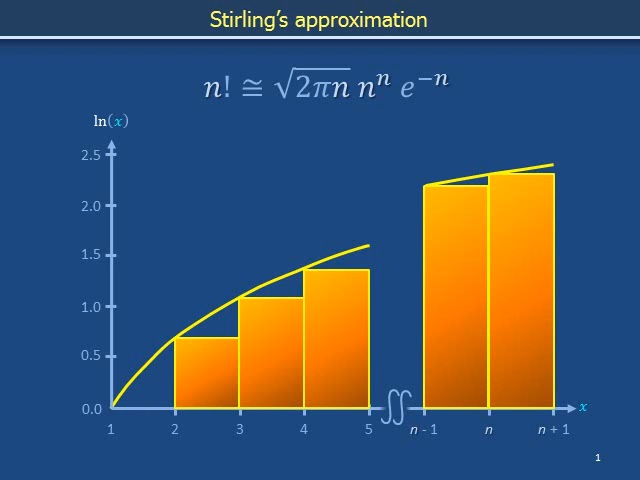 Stirling's approximation
n! ≅ √2πn nⁿ e⁻ⁿ
ln(x)
2.5
2.0
1.5
1.0
0.5
0.0
1 2 3 4 5 n - 1 n n + 1 x
1